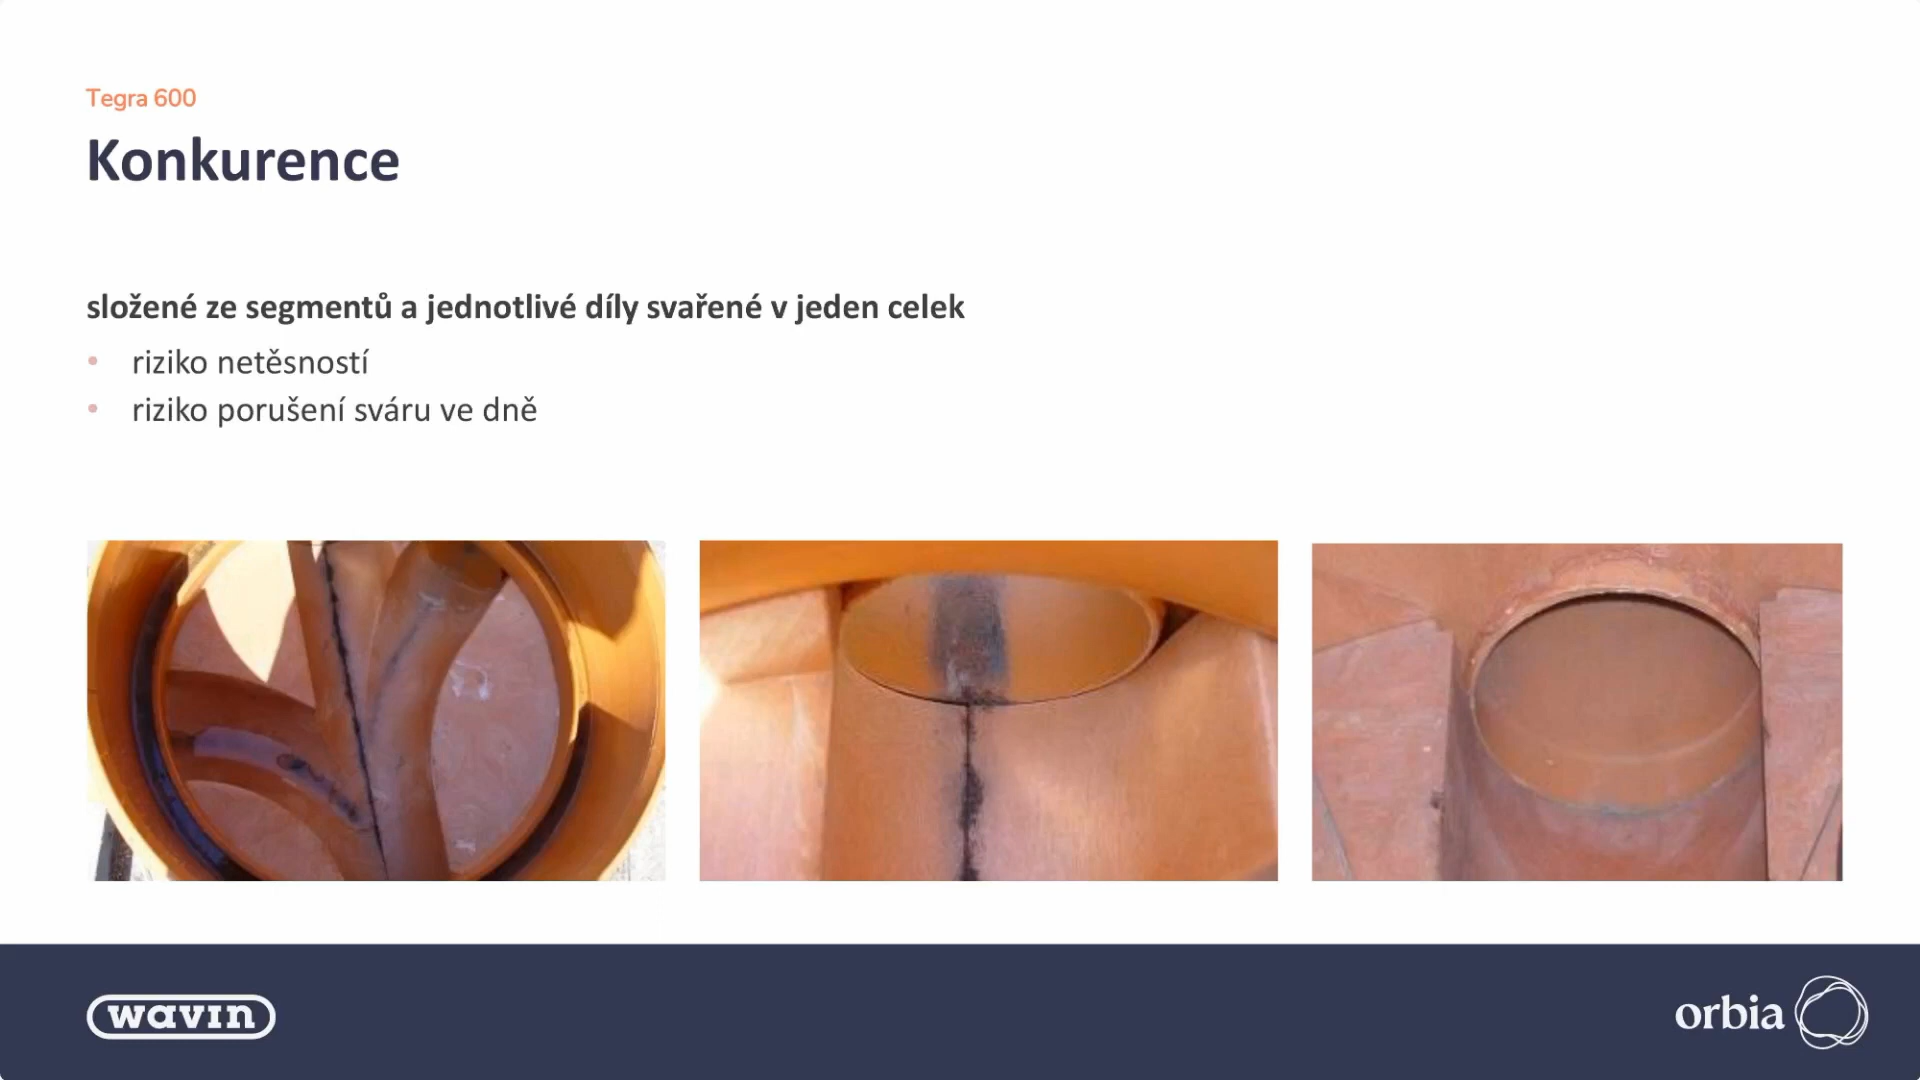 Tegra 600
Konkurence
složené ze segmentů a jednotlivé díly svařené v jeden celek
• riziko netěsností
• riziko porušení sváru ve dně
wavin
orbia